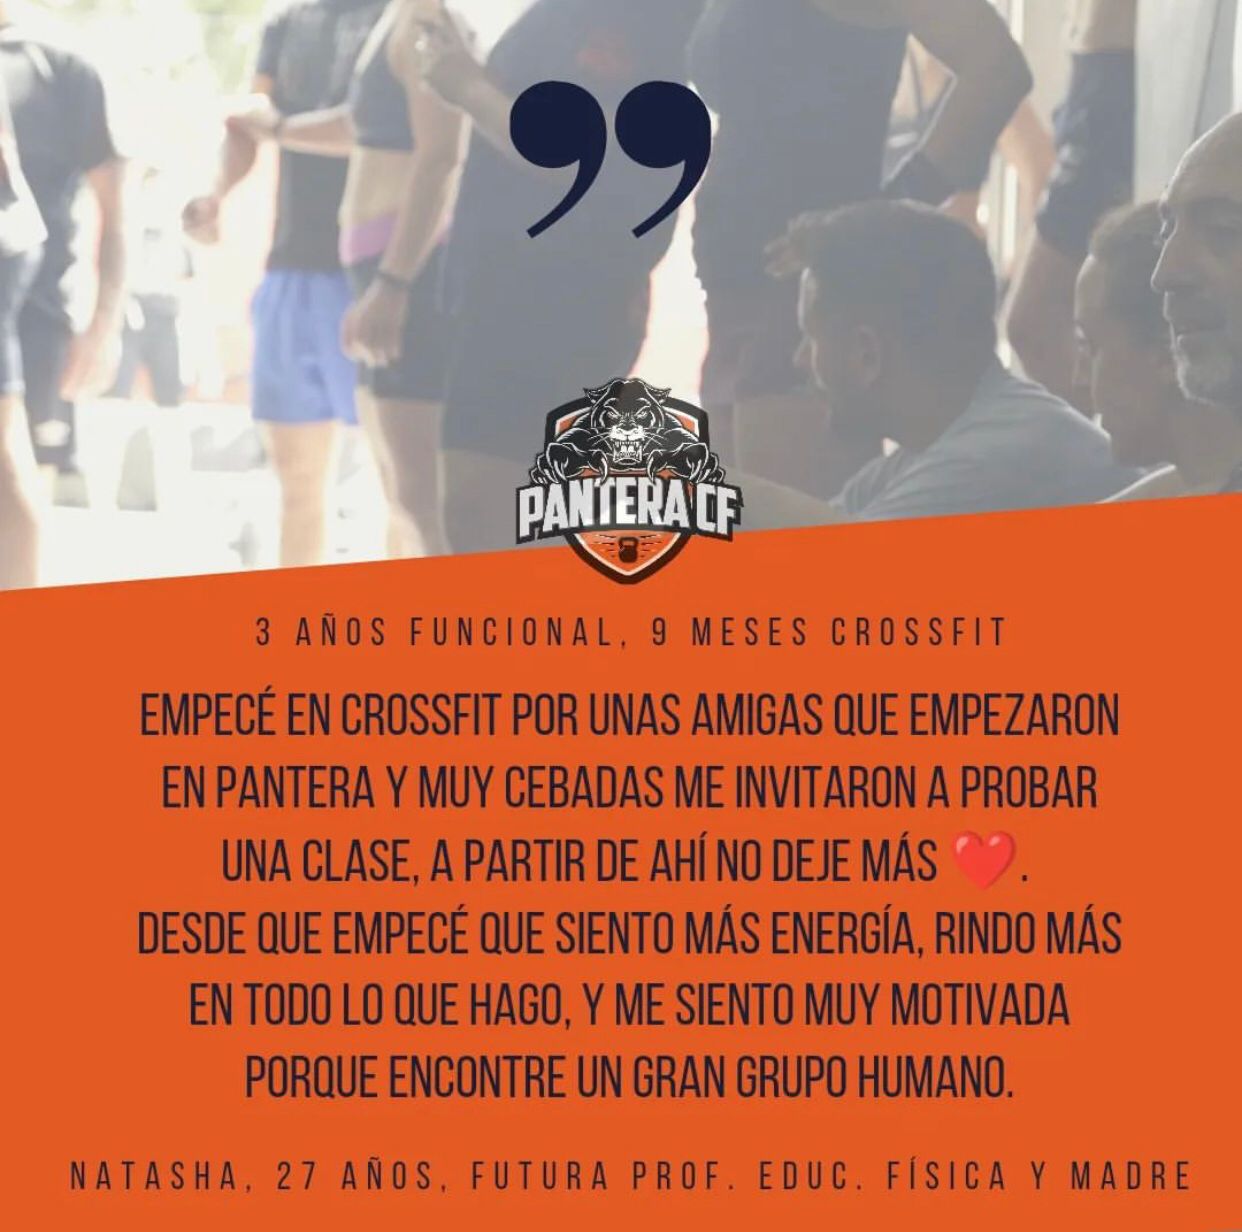 ”
PANTERA CF
3 AÑOS FUNCIONAL, 9 MESES CROSSFIT
EMPECÉ EN CROSSFIT POR UNAS AMIGAS QUE EMPEZARON
EN PANTERA Y MUY CEBADAS ME INVITARON A PROBAR
UNA CLASE, A PARTIR DE AHÍ NO DEJE MÁS ❤️.
DESDE QUE EMPECÉ QUE SIENTO MÁS ENERGÍA, RINDO MÁS
EN TODO LO QUE HAGO, Y ME SIENTO MUY MOTIVADA
PORQUE ENCONTRE UN GRAN GRUPO HUMANO.
NATASHA, 27 AÑOS, FUTURA PROF. EDUC. FÍSICA Y MADRE